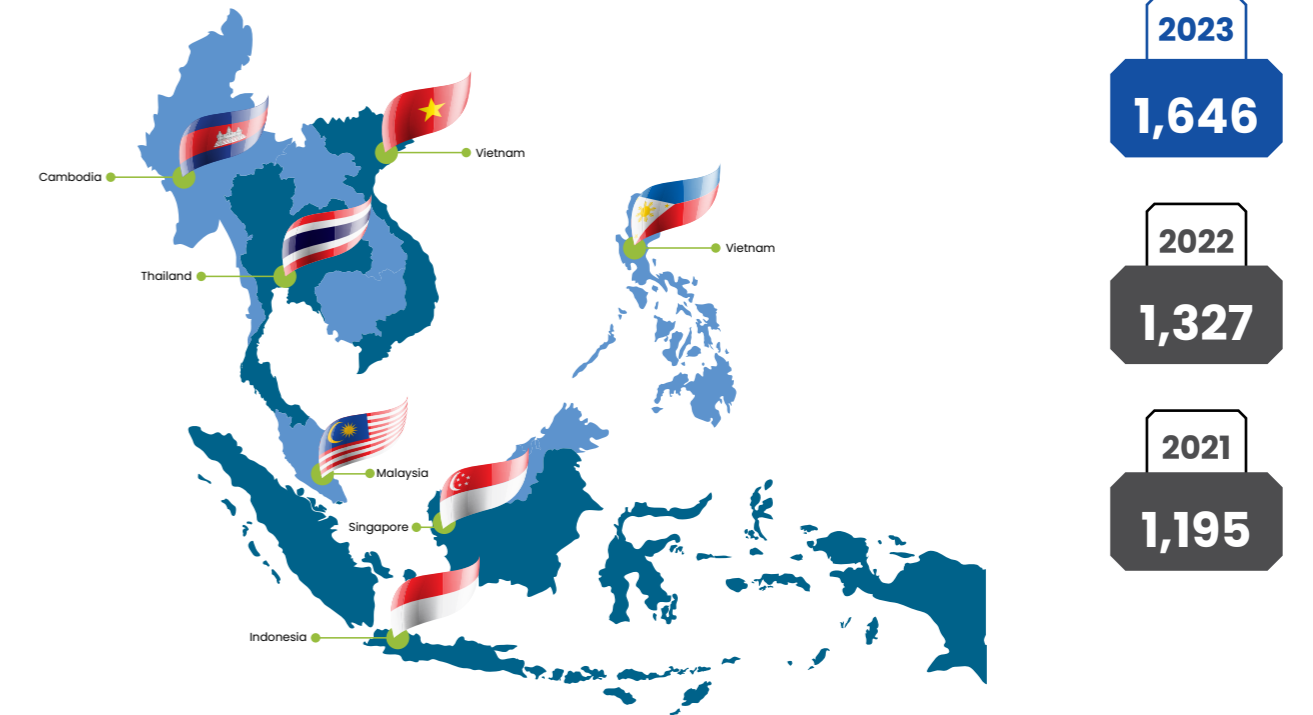 Cambodia
Vietnam
Thailand
Vietnam
Malaysia
Singapore
Indonesia
2023
1,646
2022
1,327
2021
1,195